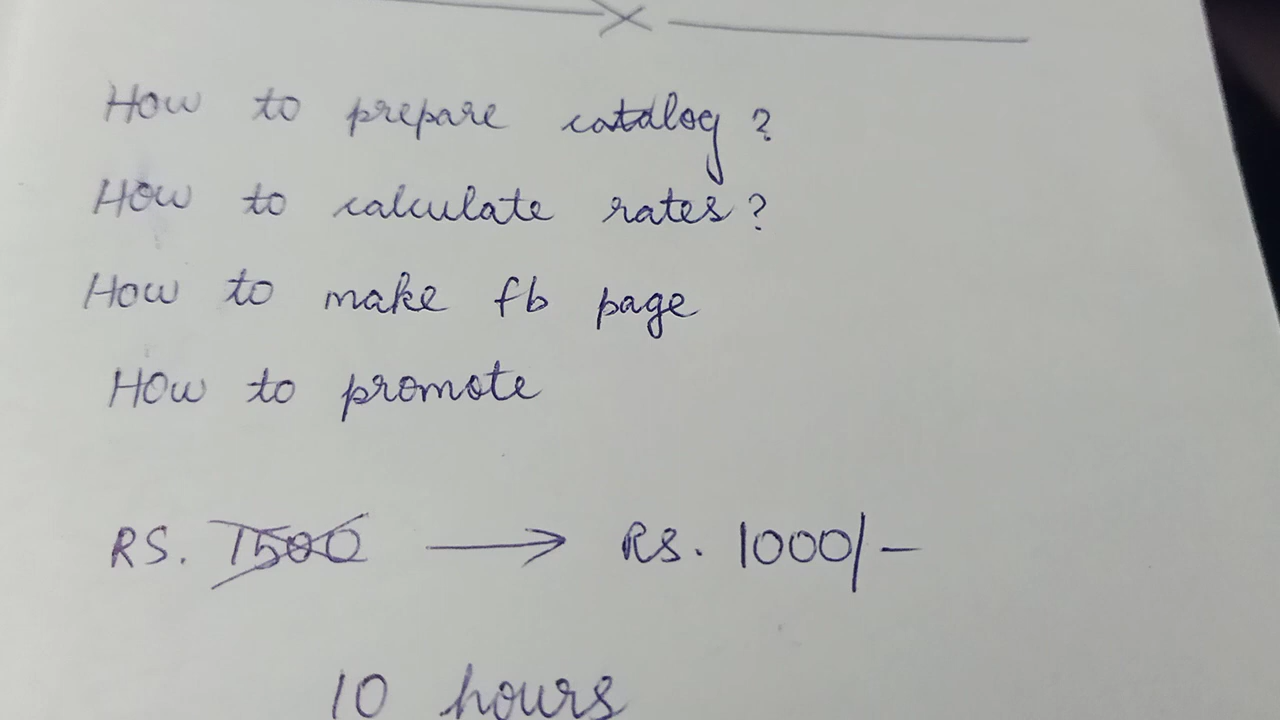 How to prepare catalog ?
How to calculate rates ?
How to make fb page
How to promote
RS. 1500 → RS. 1000/-
10 hours